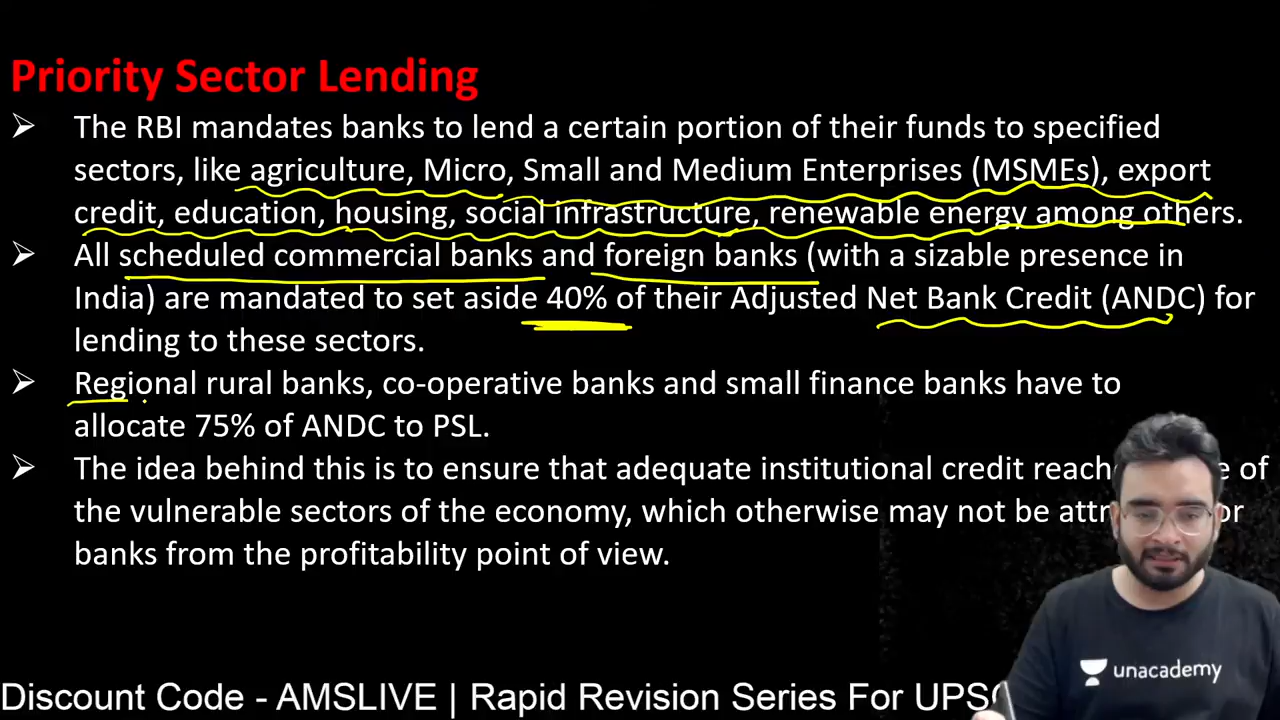 Priority Sector Lending
➢ The RBI mandates banks to lend a certain portion of their funds to specified
sectors, like agriculture, Micro, Small and Medium Enterprises (MSMEs), export
credit, education, housing, social infrastructure, renewable energy among others.
➢ All scheduled commercial banks and foreign banks (with a sizable presence in
India) are mandated to set aside 40% of their Adjusted Net Bank Credit (ANDC) for
lending to these sectors.
➢ Regional rural banks, co-operative banks and small finance banks have to
allocate 75% of ANDC to PSL.
➢ The idea behind this is to ensure that adequate institutional credit of
the vulnerable sectors of the economy, which otherwise may not be
banks from the profitability point of view.
unacademy
Discount Code - AMSLIVE | Rapid Revision Series For